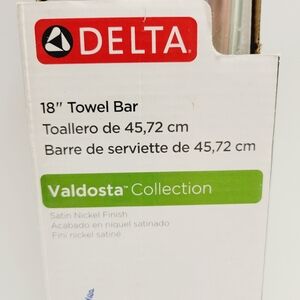 DELTA
18" Towel Bar
Toallero de 45,72 cm
Barre de serviette de 45,72 cm
Valdosta™ Collection
Satin Nickel Finish
Acabado en níquel satinado
Fini nickel satiné